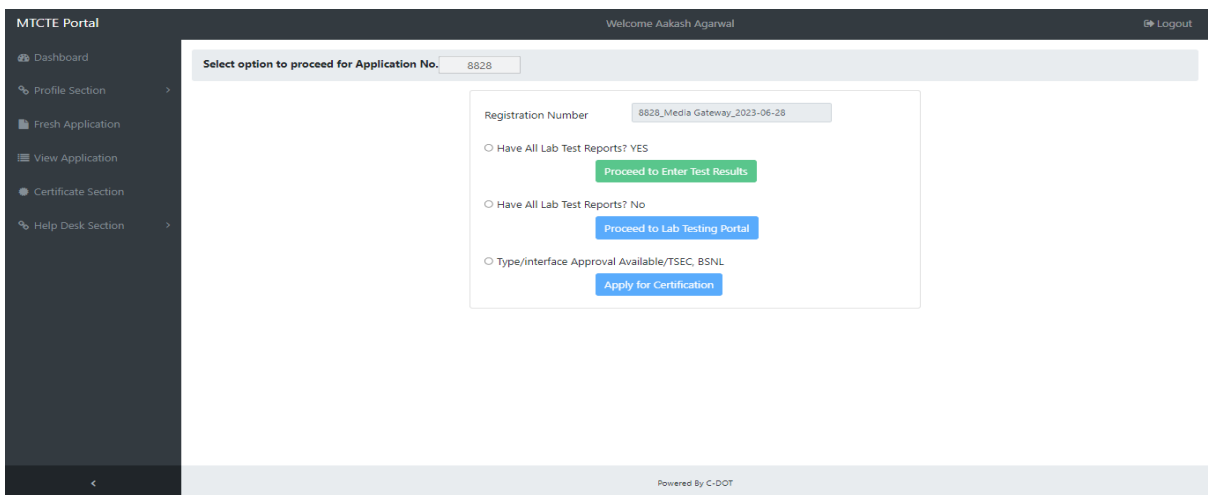 MTCTE Portal
Welcome Aakash Agarwal
Logout
Dashboard
Profile Section
Fresh Application
View Application
Certificate Section
Help Desk Section
Select option to proceed for Application No. 8828
Registration Number 8828_Media Gateway_2023-06-28
Have All Lab Test Reports? YES
Proceed to Enter Test Results
Have All Lab Test Reports? No
Proceed to Lab Testing Portal
Type/interface Approval Available/TSEC, BSNL
Apply for Certification
Powered By C-DOT